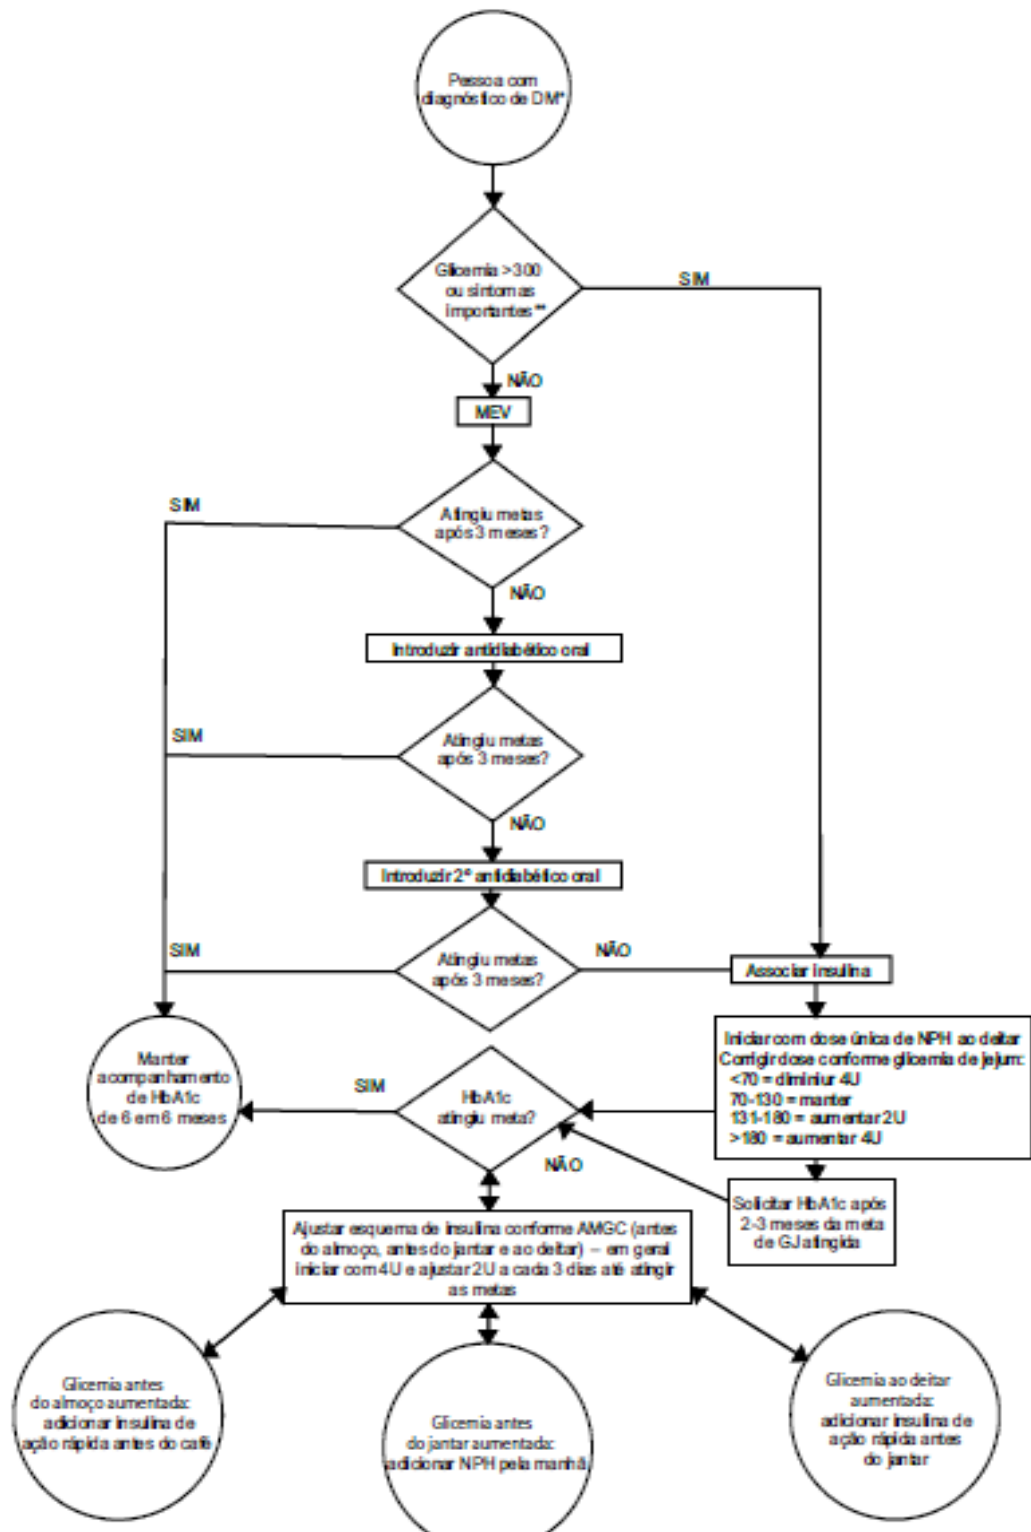 Pessoa com
diagnóstico de DM*
Glicemia >300
ou sintomas
importantes**
SIM
NÃO
MEV
SIM
Atingiu metas
após 3 meses?
NÃO
Introduzir antidiabético oral
SIM
Atingiu metas
após 3 meses?
NÃO
Introduzir 2º antidiabético oral
SIM
Atingiu metas
após 3 meses?
NÃO
Associar insulina
Manter
acompanhamento
de HbA1c
de 6 em 6 meses
SIM
HbA1c
atingiu meta?
NÃO
Iniciar com dose única de NPH ao deitar
Corrigir dose conforme glicemia de jejum:
<70 = diminiur 4U
70-130 = manter
131-180 = aumentar 2U
>180 = aumentar 4U
Solicitar HbA1c após
2-3 meses da meta
de GJ atingida
Ajustar esquema de insulina conforme AMGC (antes
do almoço, antes do jantar e ao deitar) – em geral
iniciar com 4U e ajustar 2U a cada 3 dias até atingir
as metas
Glicemia antes
do almoço aumentada:
adicionar insulina de
ação rápida antes do café
Glicemia antes
do jantar aumentada:
adicionar NPH pela manhã
Glicemia ao deitar
aumentada:
adicionar insulina de
ação rápida antes
do jantar